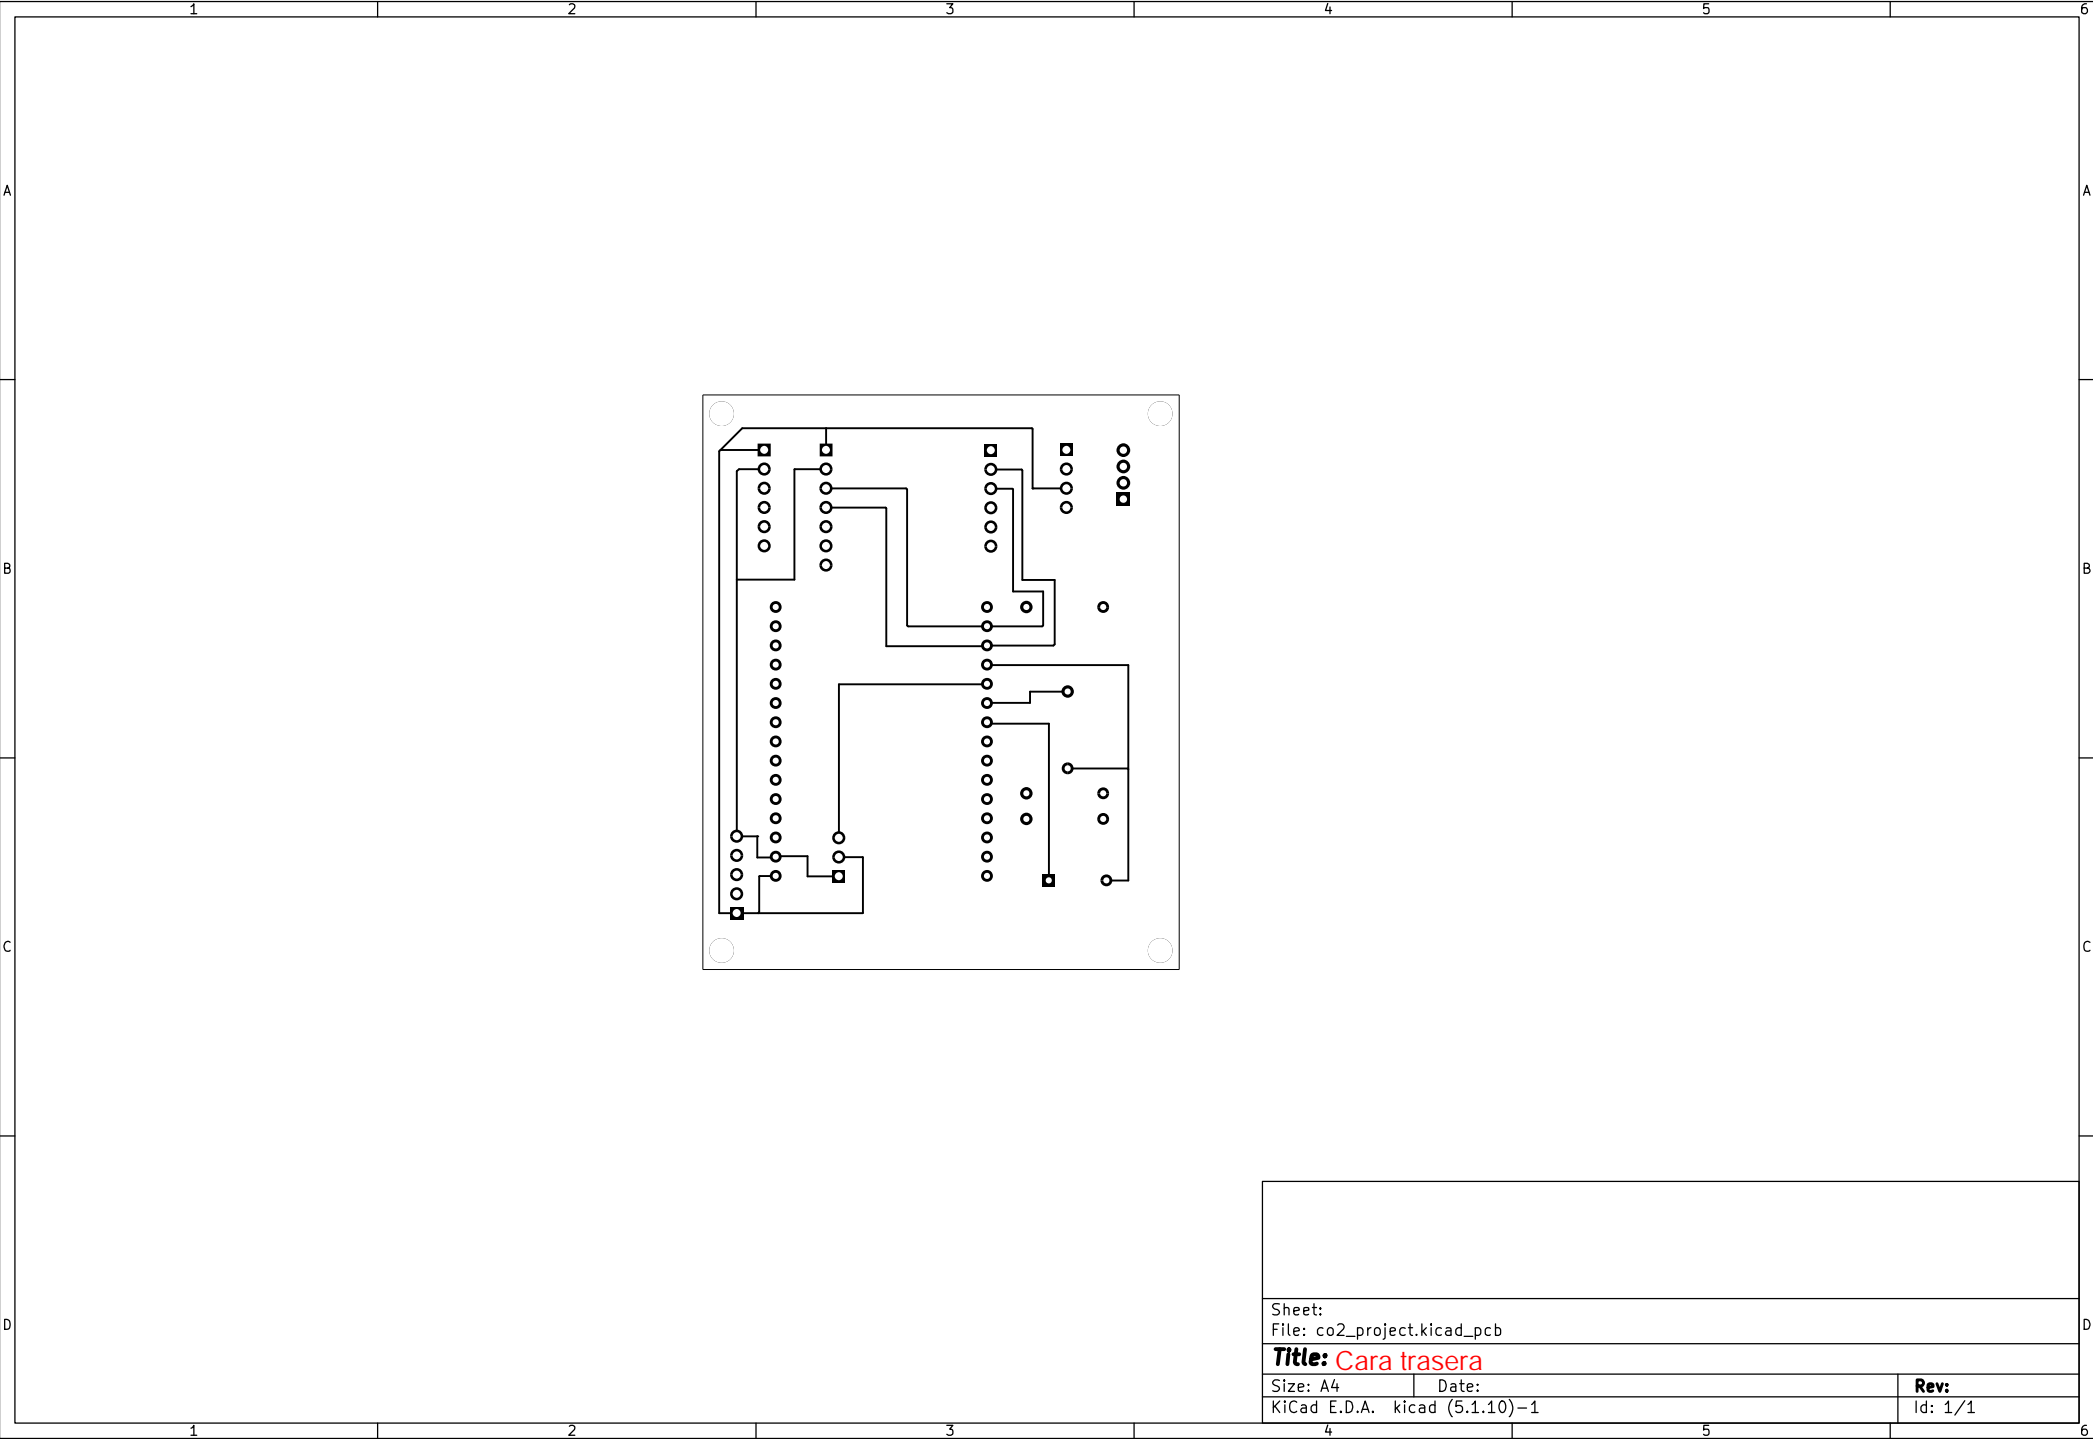 1 2 3 4 5 6
A A
B B
C C
D D
Sheet:
File: co2_project.kicad_pcb
Title: Cara trasera
Size: A4 Date: Rev:
KiCad E.D.A. kicad (5.1.10)-1 Id: 1/1
1 2 3 4 5 6